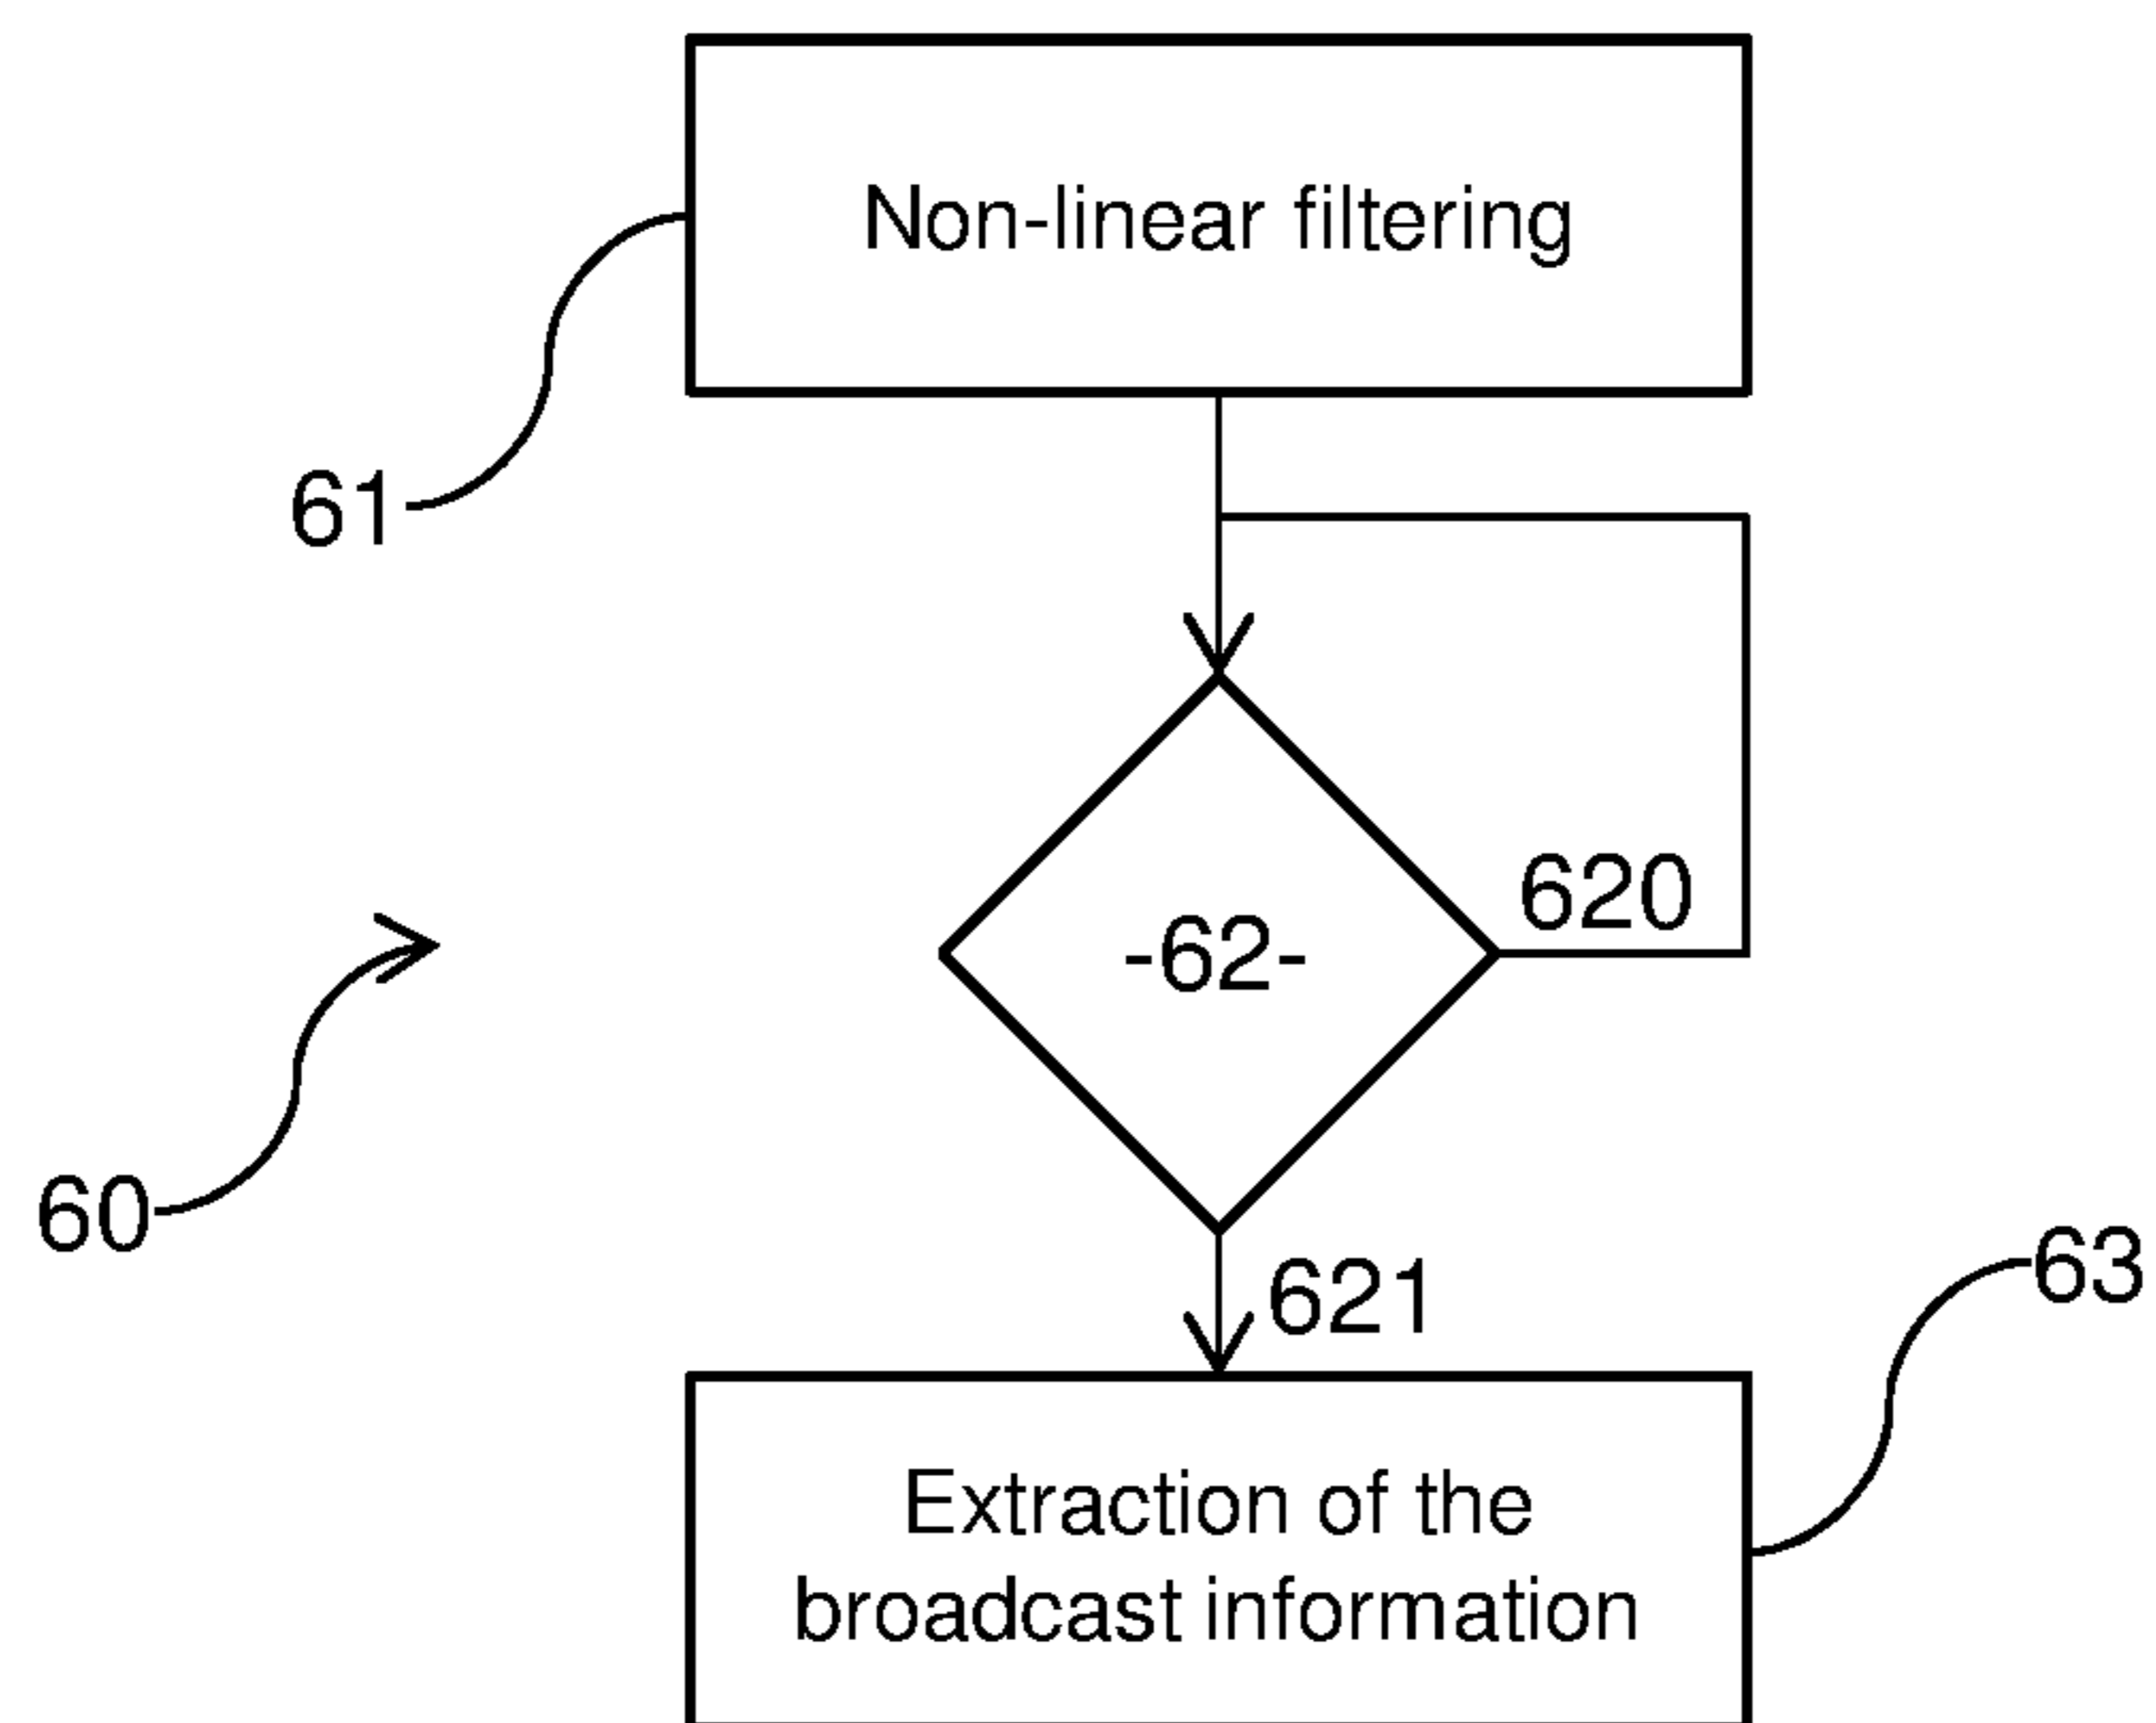 Non-linear filtering
61
620
-62-
60
621
63
Extraction of the
broadcast information